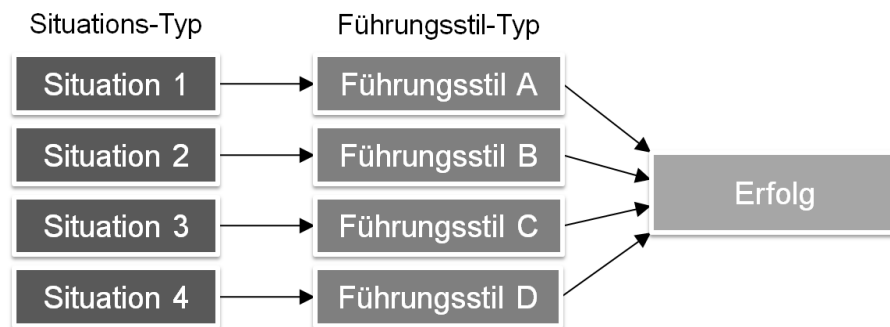 Situations-Typ
Führungsstil-Typ
Situation 1
Führungsstil A
Situation 2
Führungsstil B
Erfolg
Situation 3
Führungsstil C
Situation 4
Führungsstil D